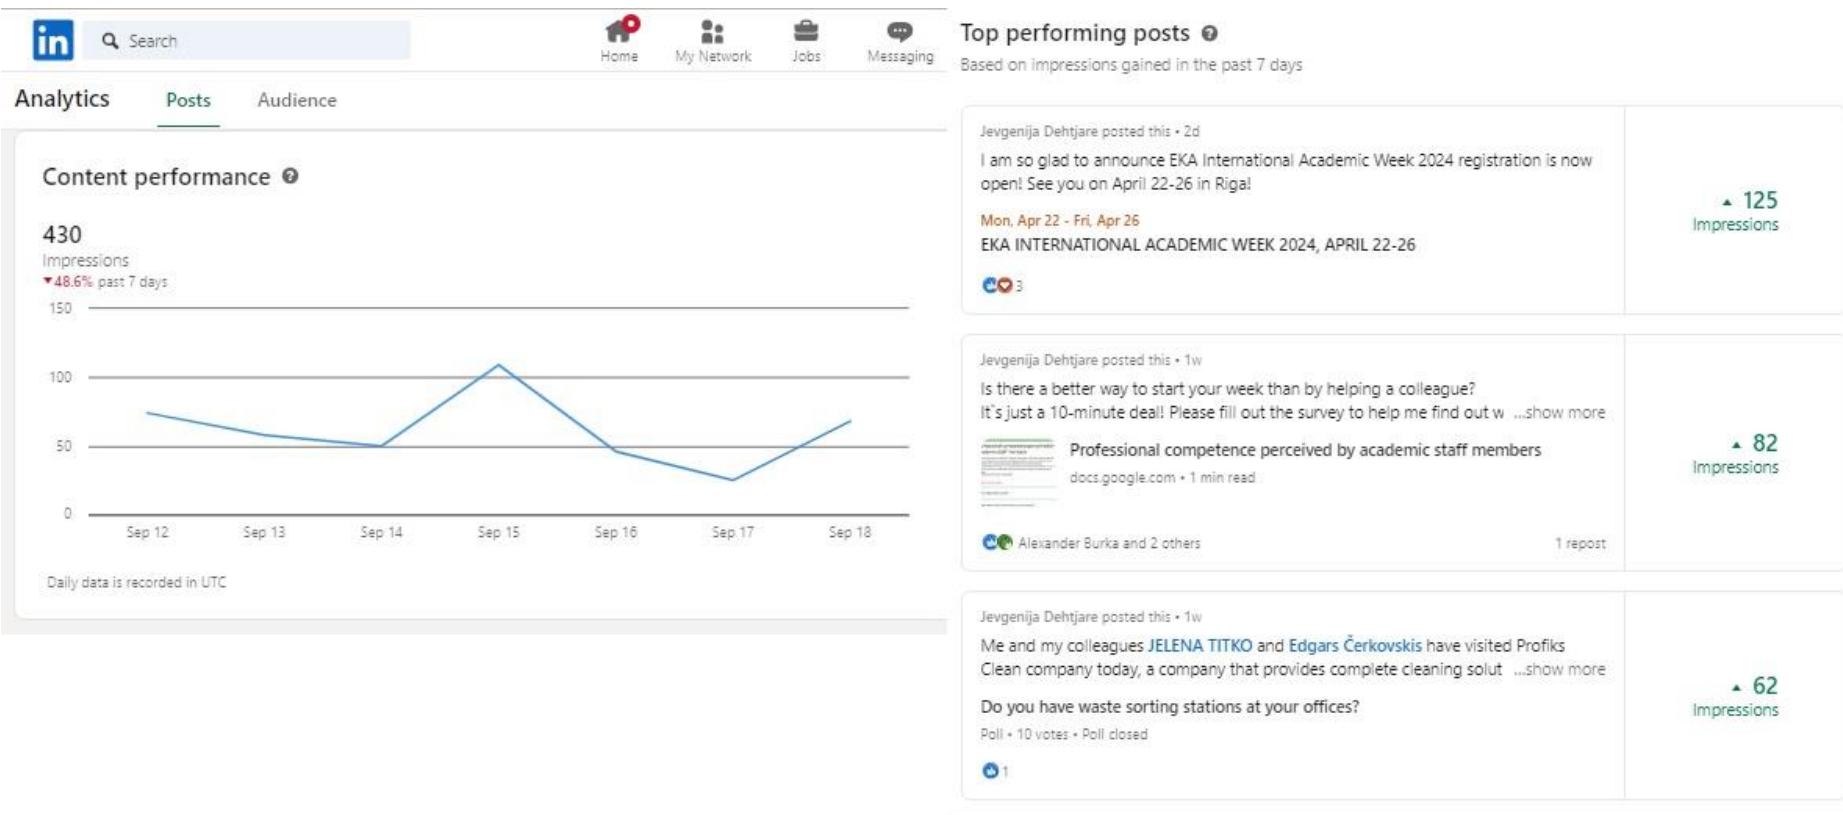 in
Search
Home
My Network
Jobs
Messaging
Analytics
Posts
Audience
Content performance
430
Impressions
▼48.6% past 7 days
150
100
50
0
Sep 12
Sep 13
Sep 14
Sep 15
Sep 16
Sep 17
Sep 18
Daily data is recorded in UTC
Top performing posts
Based on impressions gained in the past 7 days
Jevgenija Dehtjare posted this • 2d
I am so glad to announce EKA International Academic Week 2024 registration is now
open! See you on April 22-26 in Riga!
Mon, Apr 22 - Fri, Apr 26
EKA INTERNATIONAL ACADEMIC WEEK 2024, APRIL 22-26
3
▲ 125
Impressions
Jevgenija Dehtjare posted this • 1w
Is there a better way to start your week than by helping a colleague?
It`s just a 10-minute deal! Please fill out the survey to help me find out w ...show more
Professional competence perceived by academic staff members
docs.google.com • 1 min read
Alexander Burka and 2 others
1 repost
▲ 82
Impressions
Jevgenija Dehtjare posted this • 1w
Me and my colleagues JELENA TITKO and Edgars Čerkovskis have visited Profiks
Clean company today, a company that provides complete cleaning solut ...show more
Do you have waste sorting stations at your offices?
Poll • 10 votes • Poll closed
1
▲ 62
Impressions